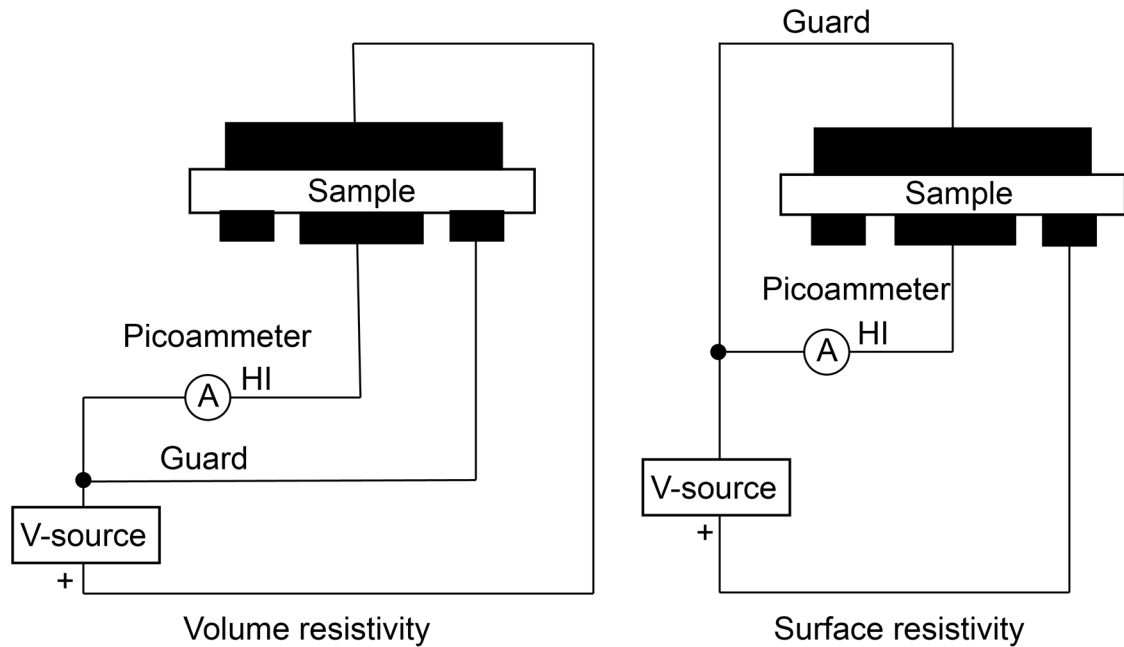 Sample
Picoammeter
HI
A
Guard
V-source
+
Volume resistivity
Guard
Sample
Picoammeter
HI
A
V-source
+
Surface resistivity